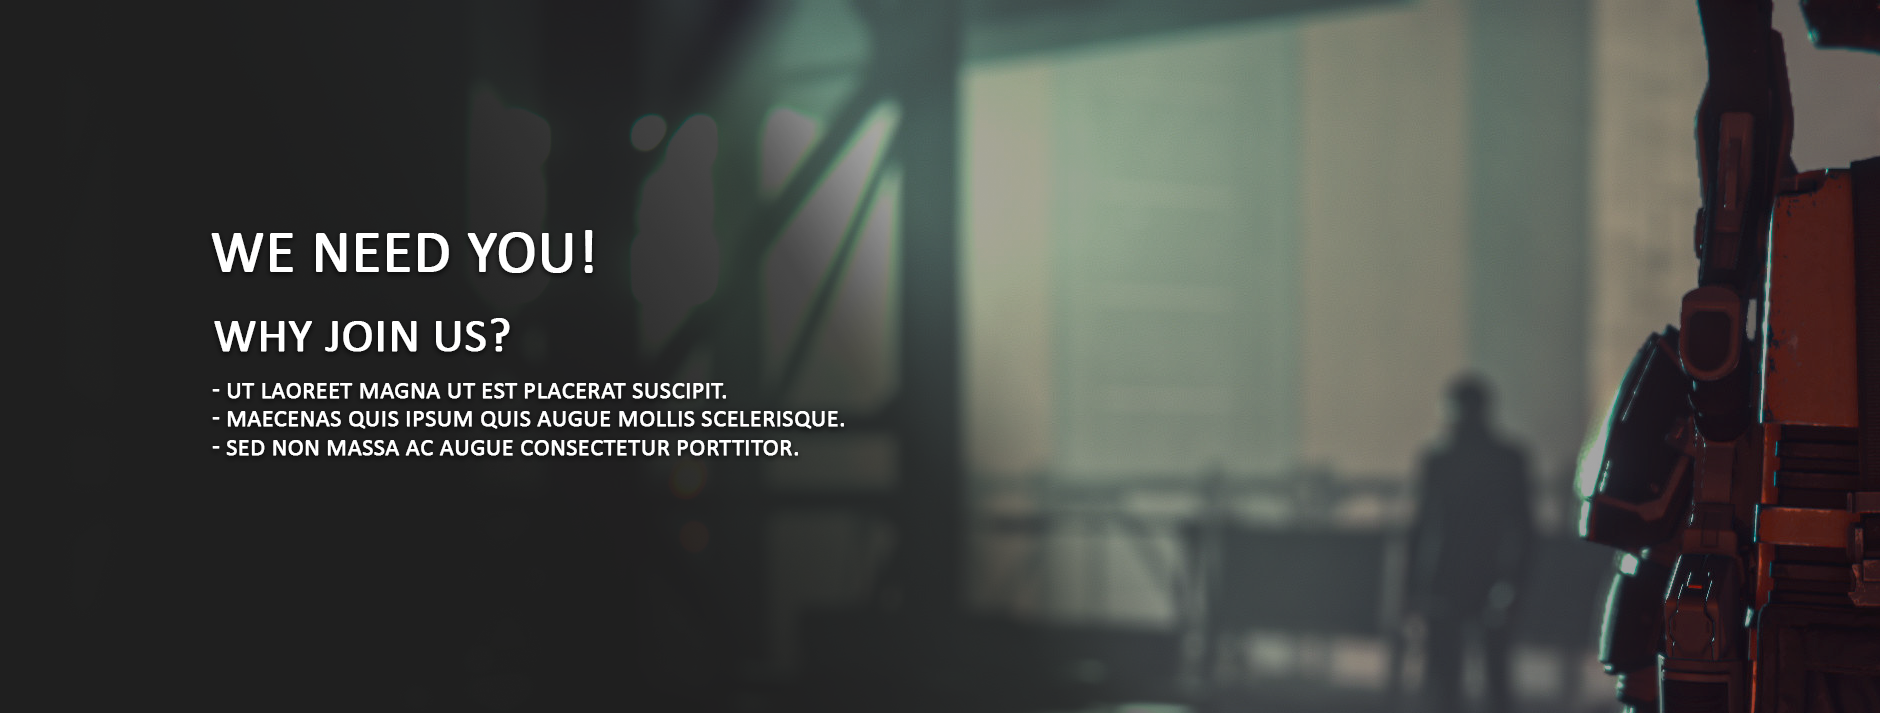 WE NEED YOU!
WHY JOIN US?
- UT LAOREET MAGNA UT EST PLACERAT SUSCIPIT.
- MAECENAS QUIS IPSUM QUIS AUGUE MOLLIS SCELERISQUE.
- SED NON MASSA AC AUGUE CONSECTETUR PORTTITOR.